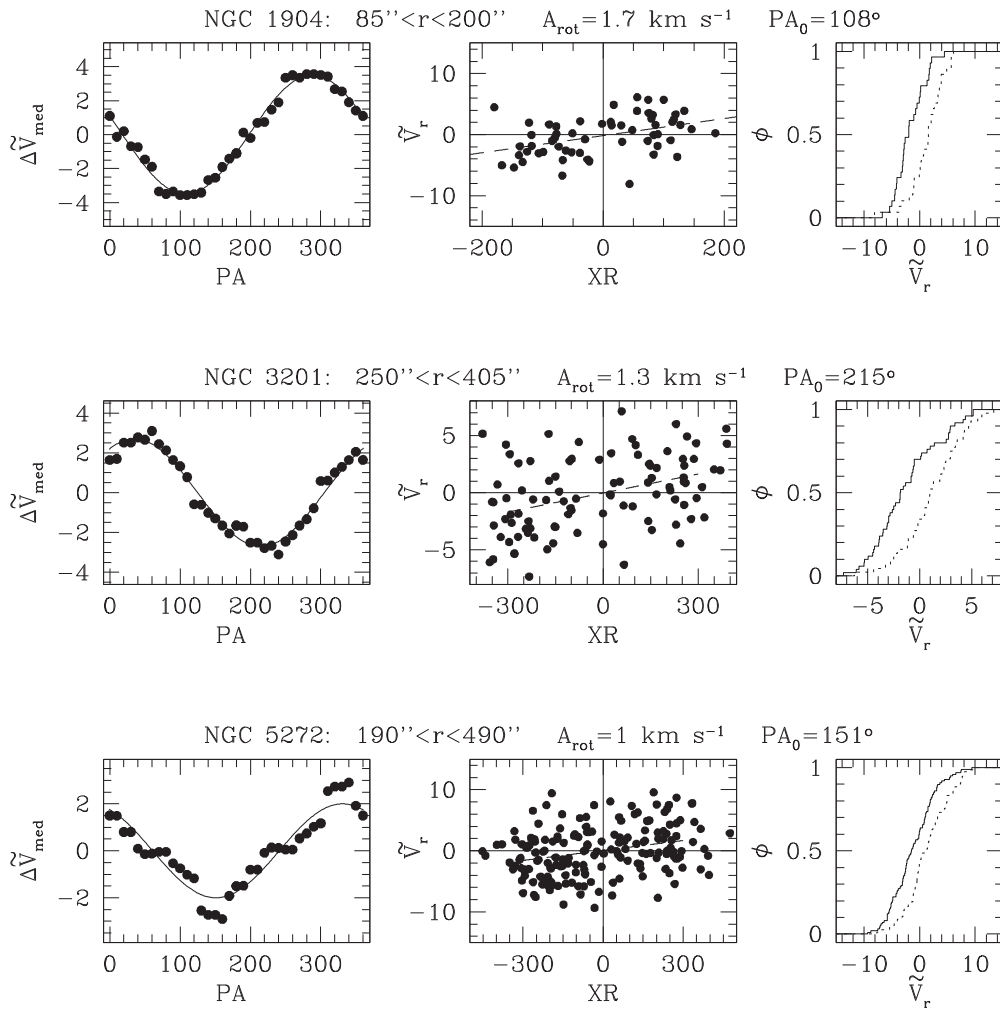 NGC 1904: 85''<r<200'' A_rot=1.7 km s⁻¹ PA₀=108°
4
2
0
−2
−4
ΔṼ_med
0 100 200 300
PA
10
0
−10
Ṽ_r
−200 0 200
XR
1
0.5
0
ϕ
−10 0 10
Ṽ_r
NGC 3201: 250''<r<405'' A_rot=1.3 km s⁻¹ PA₀=215°
4
2
0
−2
−4
ΔṼ_med
0 100 200 300
PA
5
0
−5
Ṽ_r
−300 0 300
XR
1
0.5
0
ϕ
−5 0 5
Ṽ_r
NGC 5272: 190''<r<490'' A_rot=1 km s⁻¹ PA₀=151°
2
0
−2
ΔṼ_med
0 100 200 300
PA
10
0
−10
Ṽ_r
−300 0 300
XR
1
0.5
0
ϕ
−10 0 10
Ṽ_r